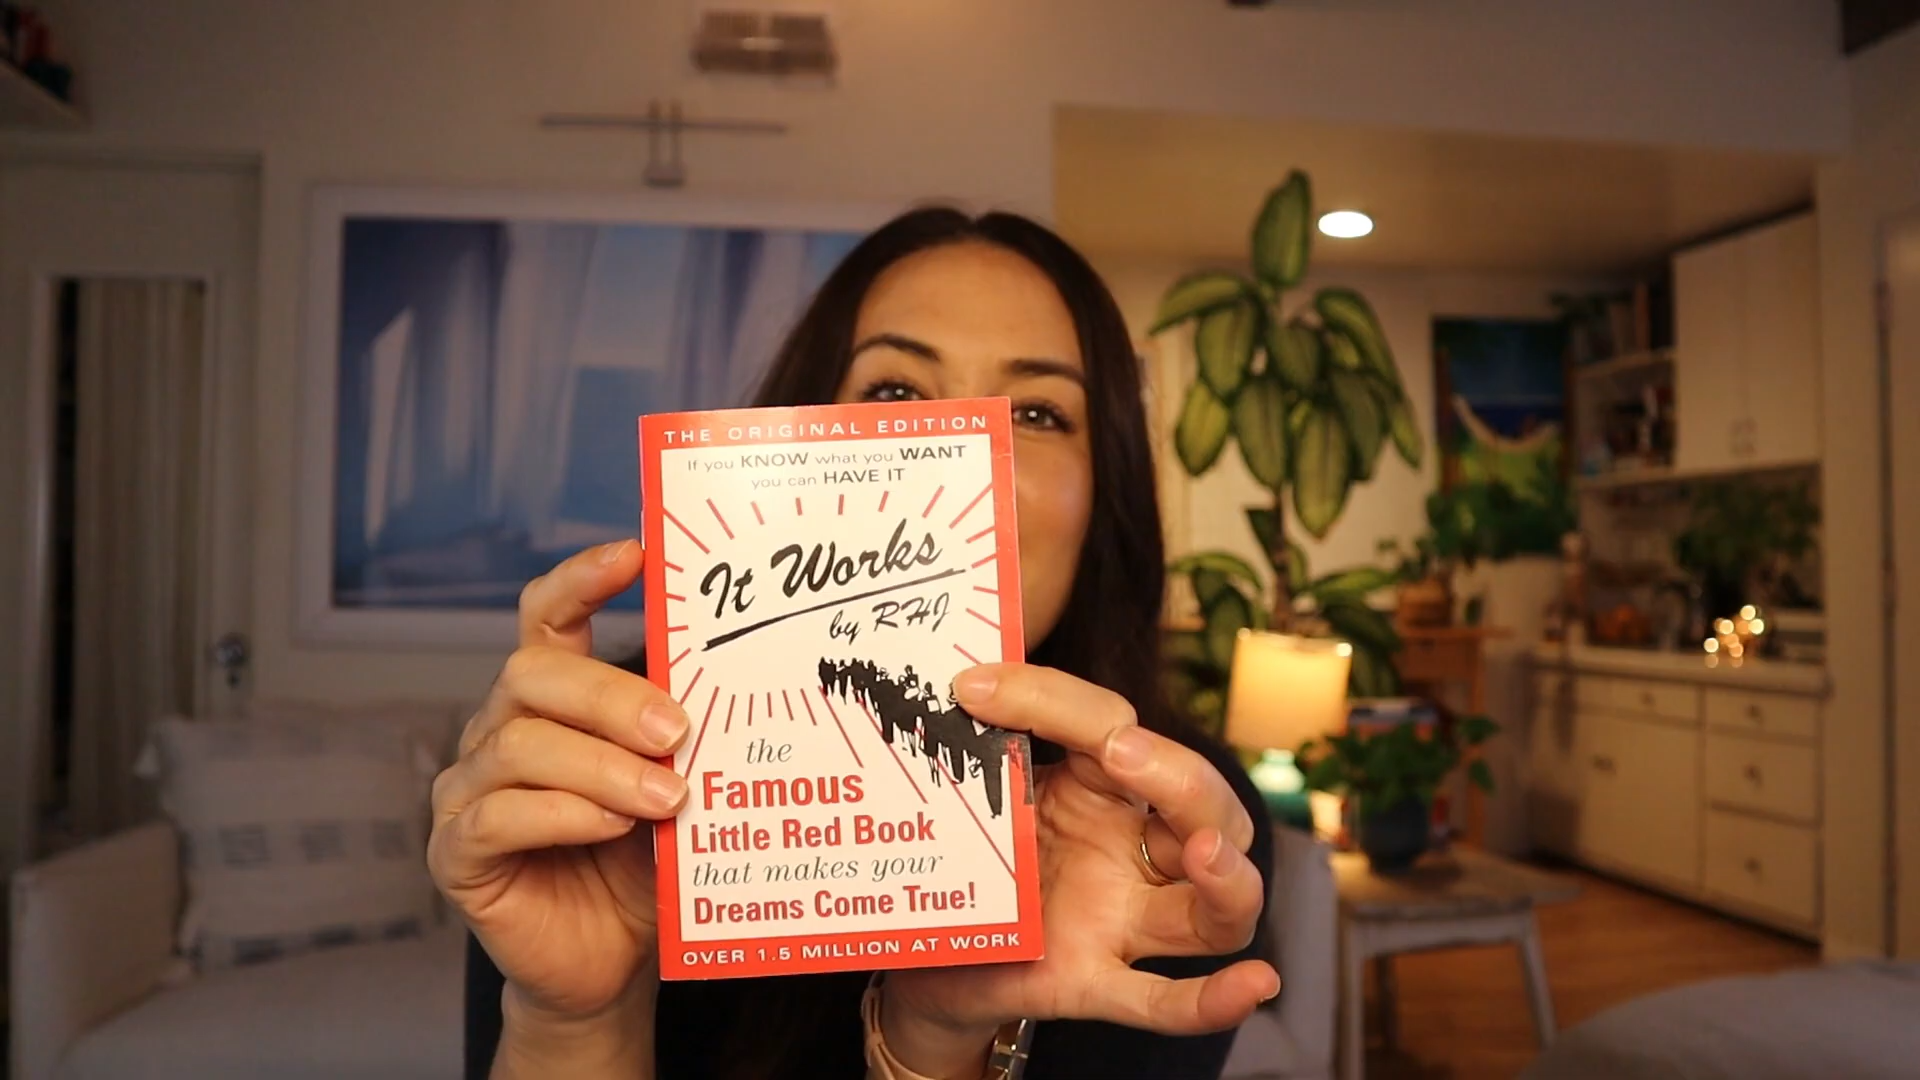 THE ORIGINAL EDITION
If you KNOW what you WANT
you can HAVE IT
It Works
by RHJ
the
Famous
Little Red Book
that makes your
Dreams Come True!
OVER 1.5 MILLION AT WORK